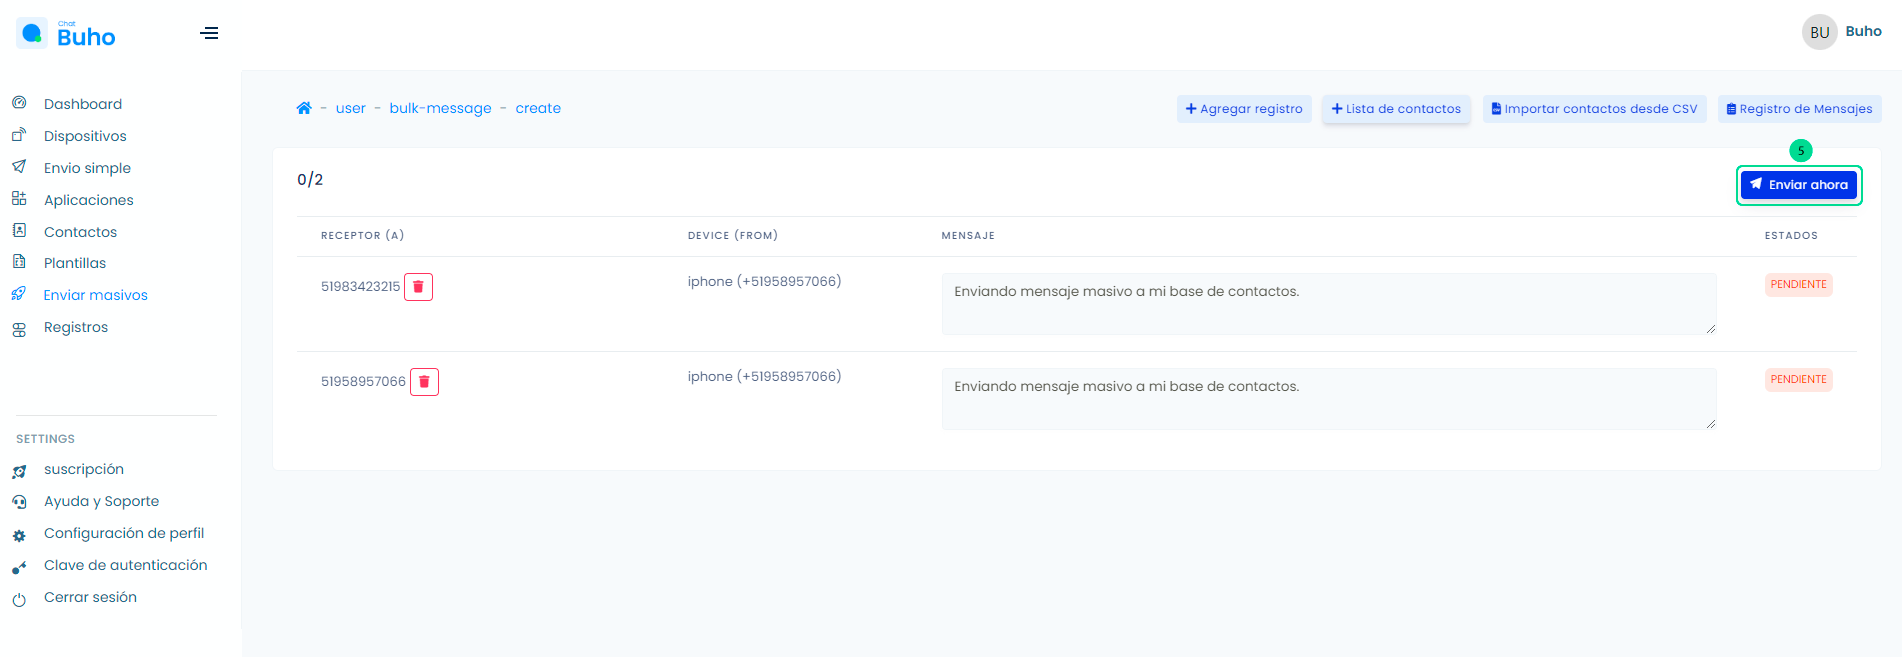 Chat
Buho
BU Buho
Dashboard
Dispositivos
Envio simple
Aplicaciones
Contactos
Plantillas
Enviar masivos
Registros
SETTINGS
suscripción
Ayuda y Soporte
Configuración de perfil
Clave de autenticación
Cerrar sesión
- user - bulk-message - create
+ Agregar registro
+ Lista de contactos
Importar contactos desde CSV
Registro de Mensajes
0/2
5
Enviar ahora
RECEPTOR (A) DEVICE (FROM) MENSAJE ESTADOS
51983423215 iphone (+51958957066) Enviando mensaje masivo a mi base de contactos. PENDIENTE
51958957066 iphone (+51958957066) Enviando mensaje masivo a mi base de contactos. PENDIENTE